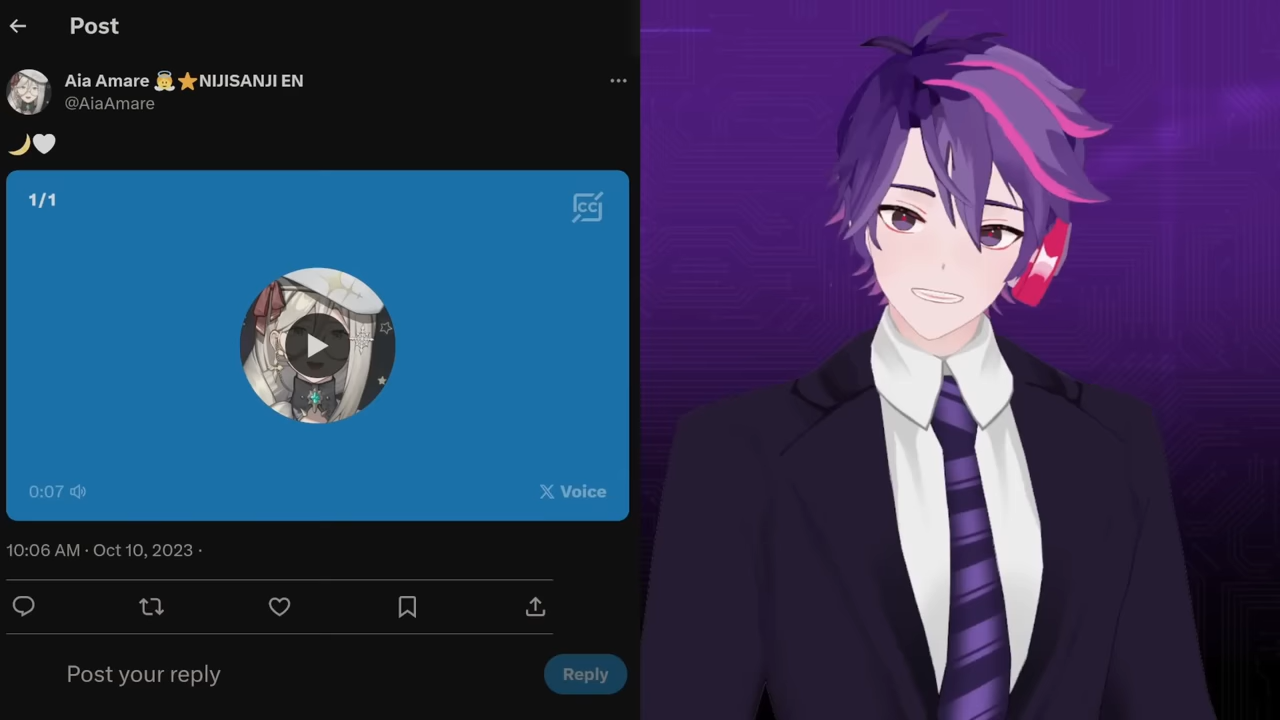 Post
Aia Amare 👼⭐NIJISANJI EN
@AiaAmare
🌙🤍
1/1
CC
0:07
X Voice
10:06 AM · Oct 10, 2023 ·
Post your reply
Reply